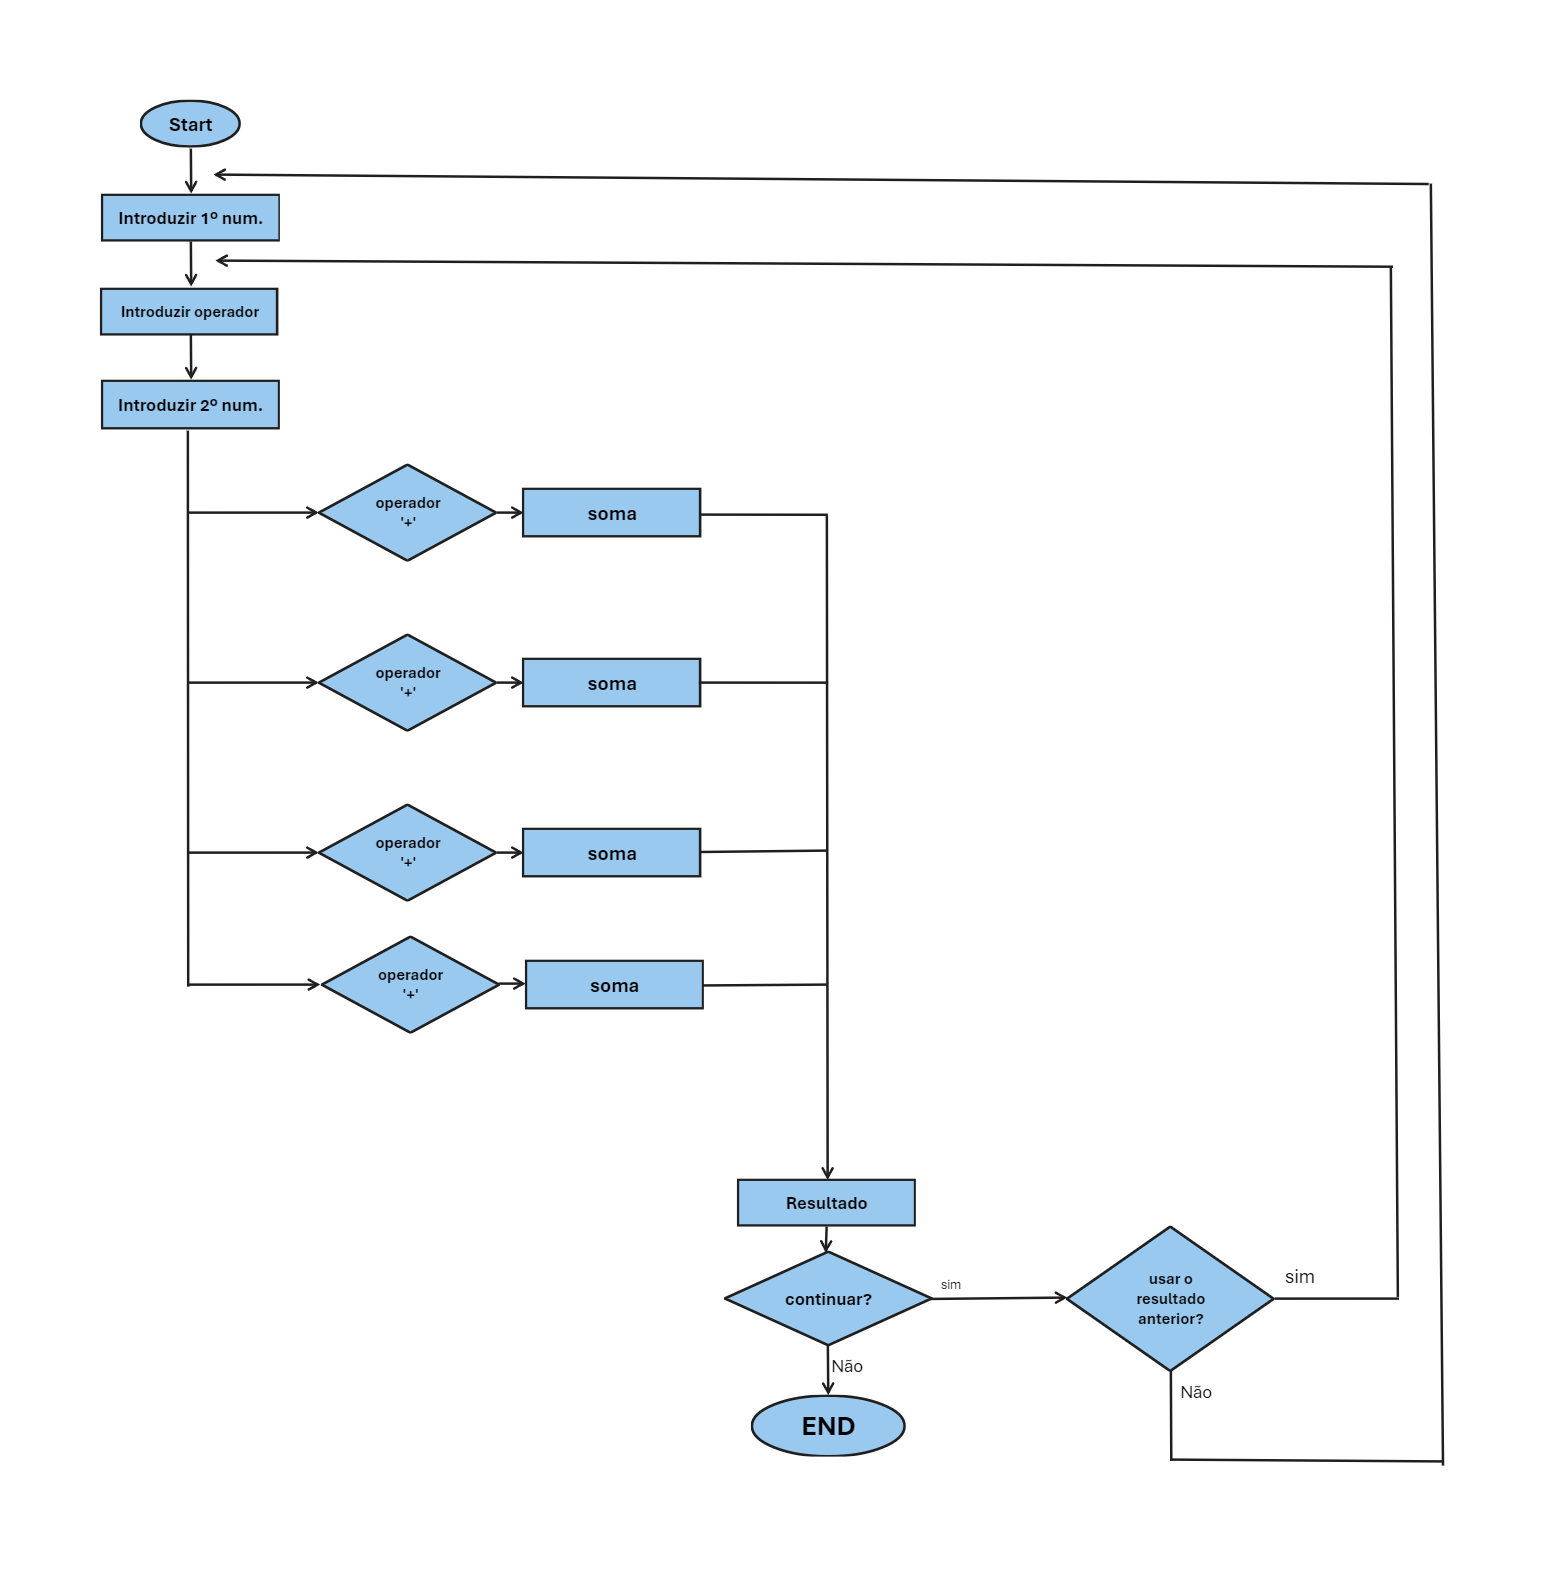 Start
Introduzir 1º num.
Introduzir operador
Introduzir 2º num.
operador
'+'
soma
operador
'+'
soma
operador
'+'
soma
operador
'+'
soma
Resultado
continuar?
sim
usar o
resultado
anterior?
sim
Não
Não
END